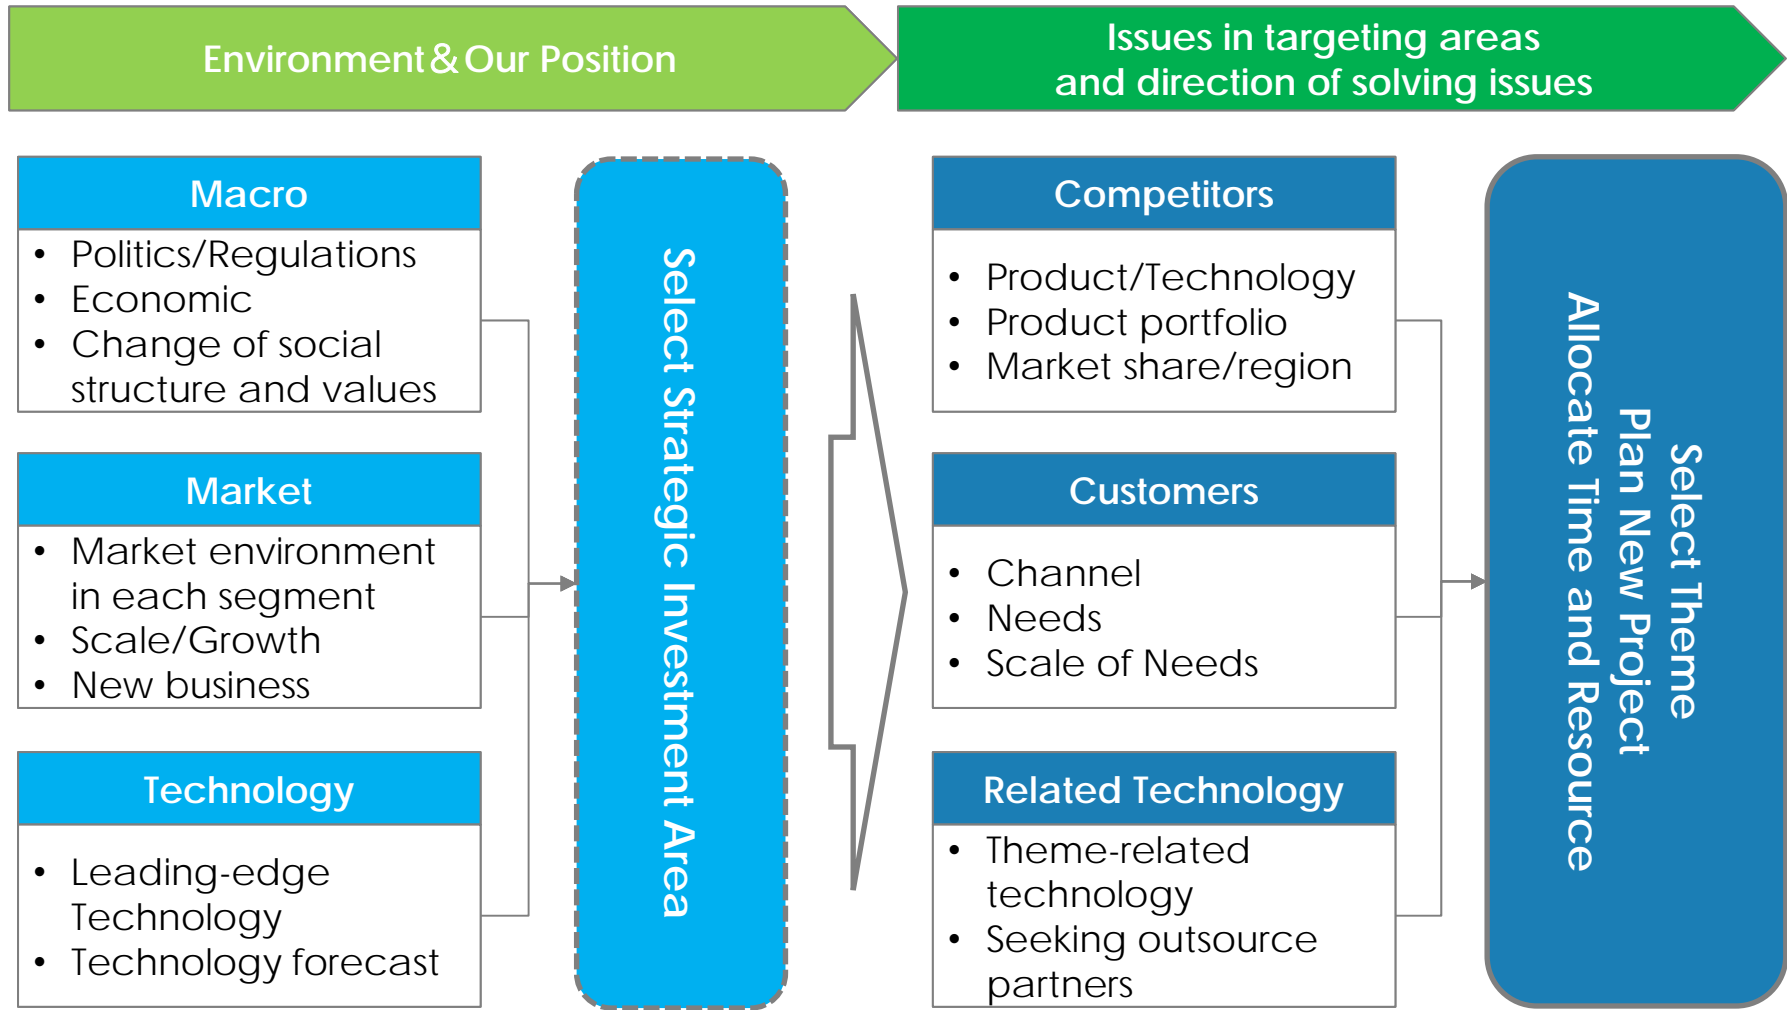 Environment & Our Position
Issues in targeting areas
and direction of solving issues
Macro
• Politics/Regulations
• Economic
• Change of social
structure and values
Market
• Market environment
in each segment
• Scale/Growth
• New business
Technology
• Leading-edge
Technology
• Technology forecast
Select Strategic Investment Area
Competitors
• Product/Technology
• Product portfolio
• Market share/region
Customers
• Channel
• Needs
• Scale of Needs
Related Technology
• Theme-related
technology
• Seeking outsource
partners
Select Theme
Plan New Project
Allocate Time and Resource